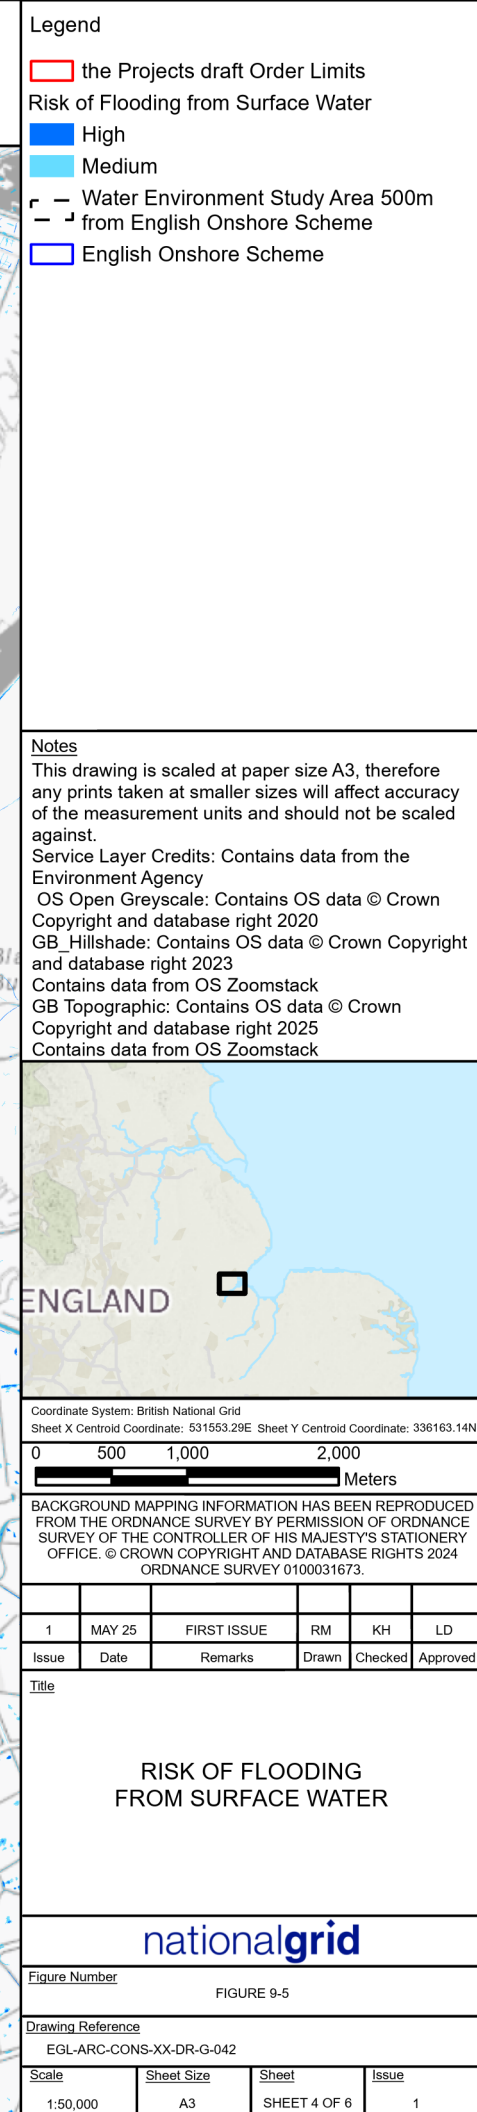 Legend
the Projects draft Order Limits
Risk of Flooding from Surface Water
High
Medium
Water Environment Study Area 500m
from English Onshore Scheme
English Onshore Scheme
Notes
This drawing is scaled at paper size A3, therefore
any prints taken at smaller sizes will affect accuracy
of the measurement units and should not be scaled
against.
Service Layer Credits: Contains data from the
Environment Agency
OS Open Greyscale: Contains OS data © Crown
Copyright and database right 2020
GB_Hillshade: Contains OS data © Crown Copyright
and database right 2023
Contains data from OS Zoomstack
GB Topographic: Contains OS data © Crown
Copyright and database right 2025
Contains data from OS Zoomstack
ENGLAND
Coordinate System: British National Grid
Sheet X Centroid Coordinate: 531553.29E Sheet Y Centroid Coordinate: 336163.14N
0 500 1,000 2,000
Meters
BACKGROUND MAPPING INFORMATION HAS BEEN REPRODUCED
FROM THE ORDNANCE SURVEY BY PERMISSION OF ORDNANCE
SURVEY OF THE CONTROLLER OF HIS MAJESTY'S STATIONERY
OFFICE. © CROWN COPYRIGHT AND DATABASE RIGHTS 2024
ORDNANCE SURVEY 0100031673.
1 MAY 25 FIRST ISSUE RM KH LD
Issue Date Remarks Drawn Checked Approved
Title
RISK OF FLOODING
FROM SURFACE WATER
nationalgrid
Figure Number
FIGURE 9-5
Drawing Reference
EGL-ARC-CONS-XX-DR-G-042
Scale Sheet Size Sheet Issue
1:50,000 A3 SHEET 4 OF 6 1